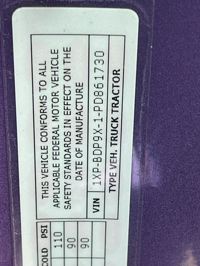 THIS VEHICLE CONFORMS TO ALL
APPLICABLE FEDERAL MOTOR VEHICLE
SAFETY STANDARDS IN EFFECT ON THE
DATE OF MANUFACTURE
VIN 1XP-BDP9X-1-PD861730
TYPE VEH. TRUCK TRACTOR
COLD PSI
110
90
90